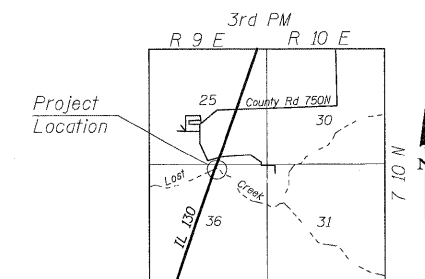 3rd PM
R 9 E
R 10 E
Project
Location
25
County Rd 750N
30
T 10 N
N
Lost
Creek
IL 130
36
31